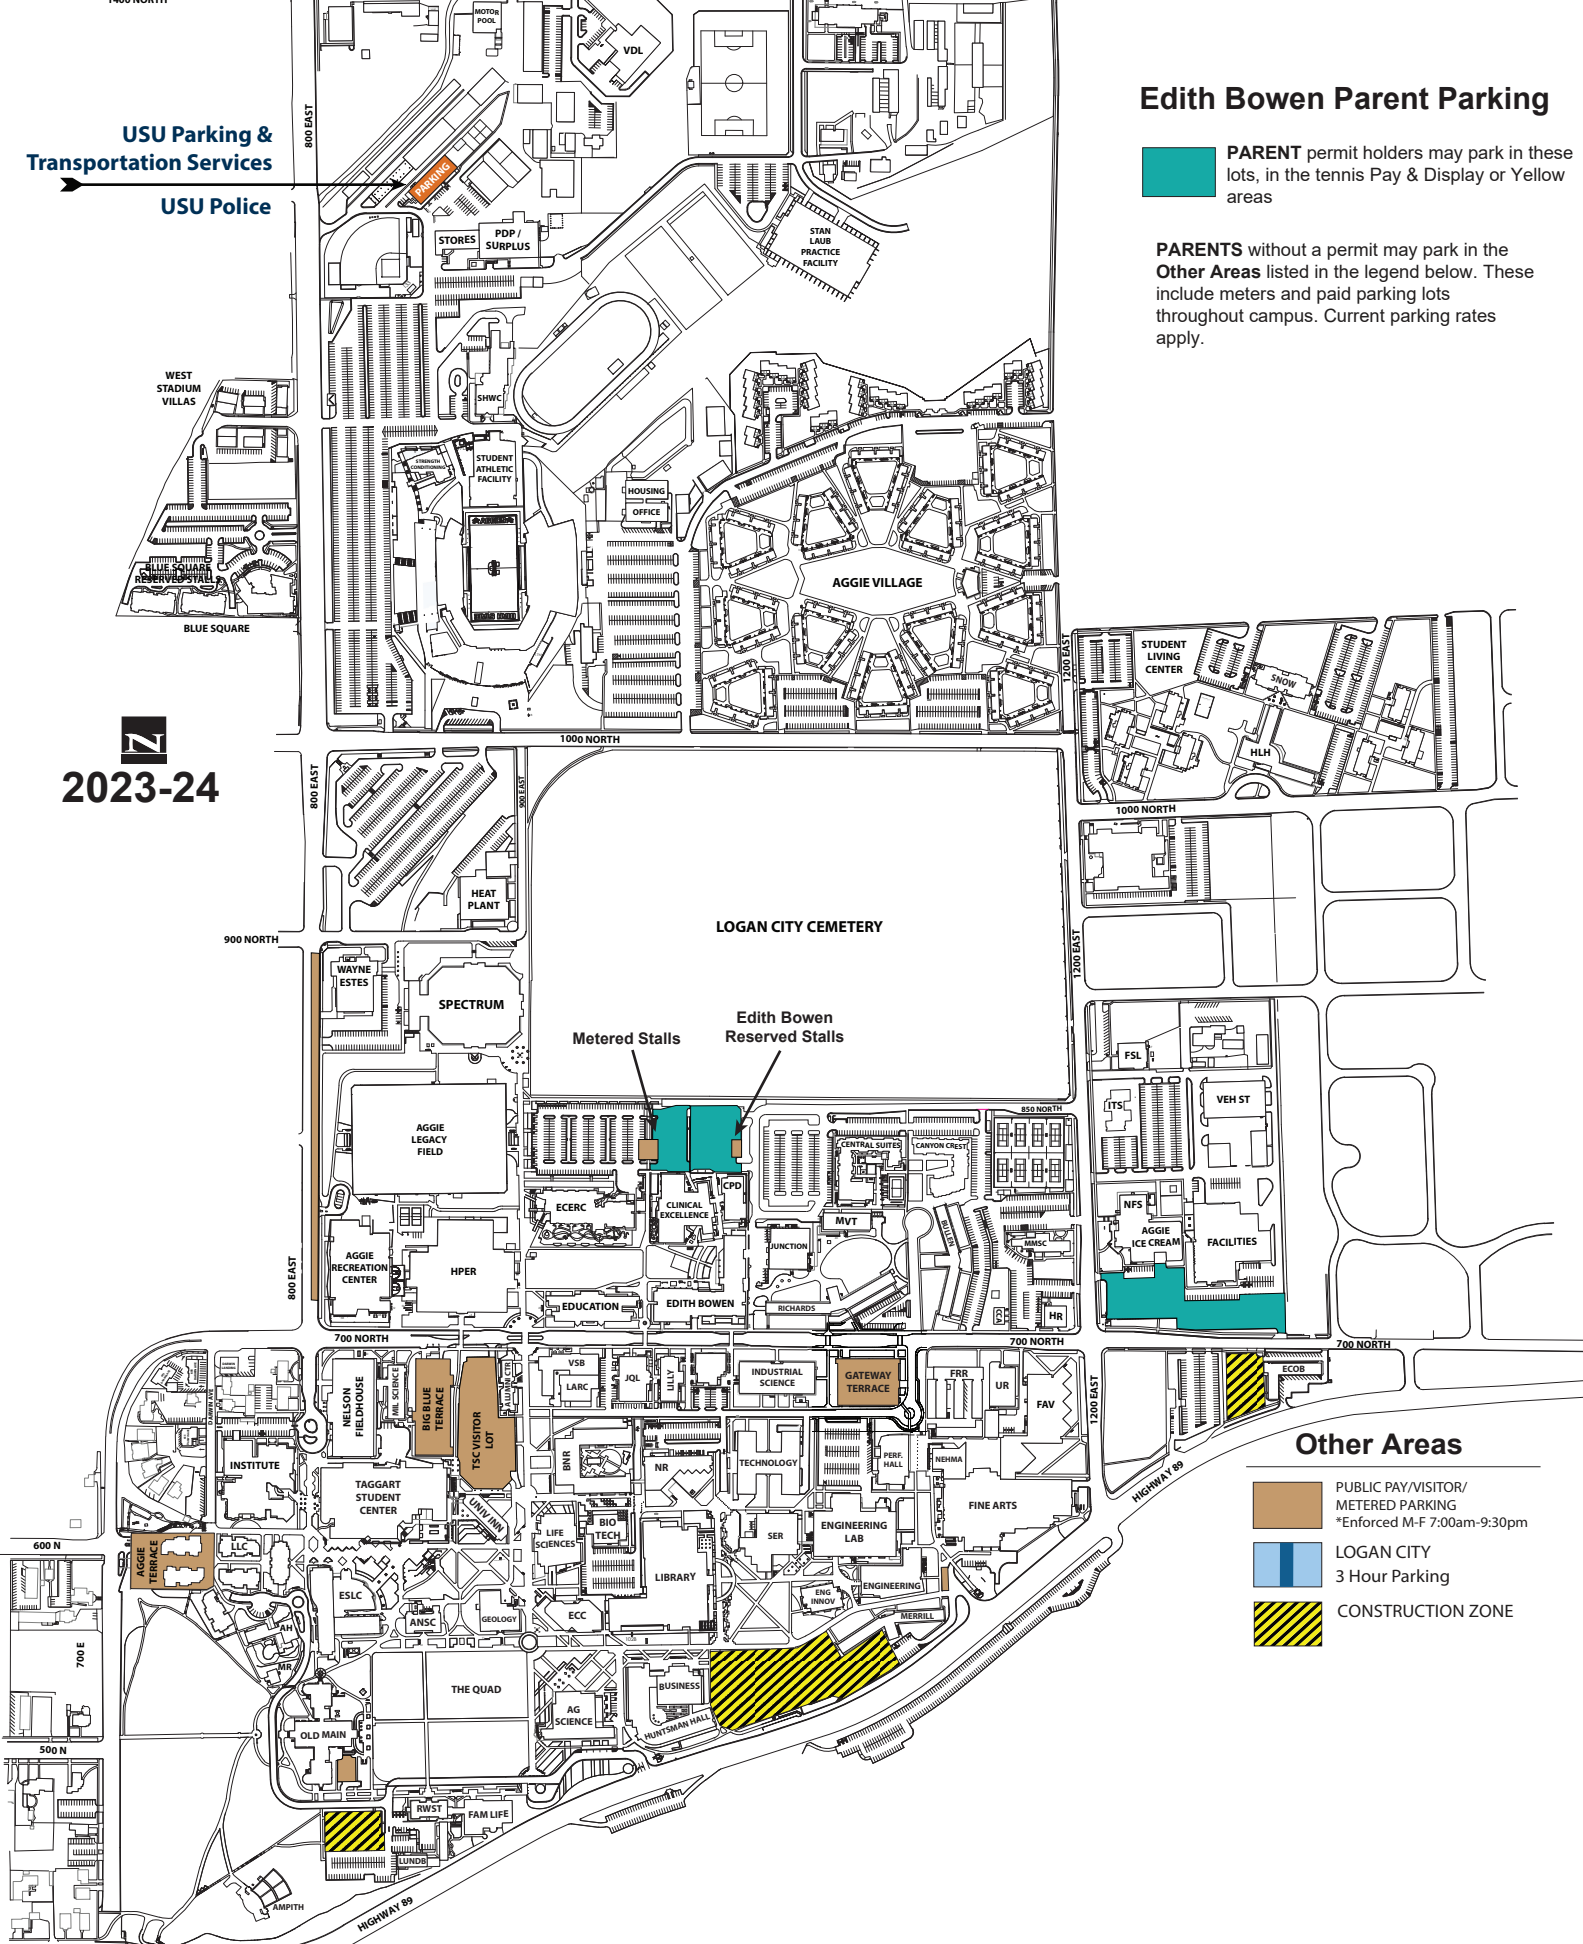 1400 NORTH
MOTOR
POOL
VDL
Edith Bowen Parent Parking
800 EAST
USU Parking &
Transportation Services
USU Police
PARKING
PARENT permit holders may park in these
lots, in the tennis Pay & Display or Yellow
areas
STORES
PDP /
SURPLUS
STAN
LAUB
PRACTICE
FACILITY
PARENTS without a permit may park in the
Other Areas listed in the legend below. These
include meters and paid parking lots
throughout campus. Current parking rates
apply.
WEST
STADIUM
VILLAS
SHWC
STRENGTH
CONDITIONING
STUDENT
ATHLETIC
FACILITY
HOUSING
OFFICE
BLUE SQUARE
RESERVED STALLS
BLUE SQUARE
AGGIE VILLAGE
1200 EAST
STUDENT
LIVING
CENTER
SNOW
HLH
N
2023-24
1000 NORTH
800 EAST
900 EAST
1000 NORTH
HEAT
PLANT
LOGAN CITY CEMETERY
900 NORTH
1200 EAST
WAYNE
ESTES
SPECTRUM
Metered Stalls
Edith Bowen
Reserved Stalls
FSL
ITS
VEH ST
850 NORTH
AGGIE
LEGACY
FIELD
CENTRAL SUITES
CANYON CREST
ECERC
CLINICAL
EXCELLENCE
CPD
MVT
BULLEN
NFS
AGGIE
ICE CREAM
FACILITIES
JUNCTION
MMSC
AGGIE
RECREATION
CENTER
HPER
800 EAST
EDUCATION
EDITH BOWEN
RICHARDS
CCA
HR
700 NORTH
700 NORTH
700 NORTH
DARWIN AVE
NELSON
FIELDHOUSE
MIL SCIENCE
BIG BLUE
TERRACE
TSC VISITOR
LOT
ALUMNI CTR
VSB
LARC
JQL
LILLY
INDUSTRIAL
SCIENCE
GATEWAY
TERRACE
FRR
UR
FAV
1200 EAST
ECOB
INSTITUTE
TAGGART
STUDENT
CENTER
UNIV INN
BNR
NR
TECHNOLOGY
PERF.
HALL
NEHMA
FINE ARTS
HIGHWAY 89
Other Areas
PUBLIC PAY/VISITOR/
METERED PARKING
*Enforced M-F 7:00am-9:30pm
LOGAN CITY
3 Hour Parking
CONSTRUCTION ZONE
600 N
AGGIE
TERRACE
LLC
LIFE
SCIENCES
BIO
TECH
SER
ENGINEERING
LAB
LIBRARY
ENGINEERING
ENG
INNOV
MERRILL
ESLC
ANSC
GEOLOGY
ECC
AH
MR
700 E
THE QUAD
BUSINESS
AG
SCIENCE
HUNTSMAN HALL
OLD MAIN
500 N
RWST
FAM LIFE
LUNDB
AMPITH
HIGHWAY 89